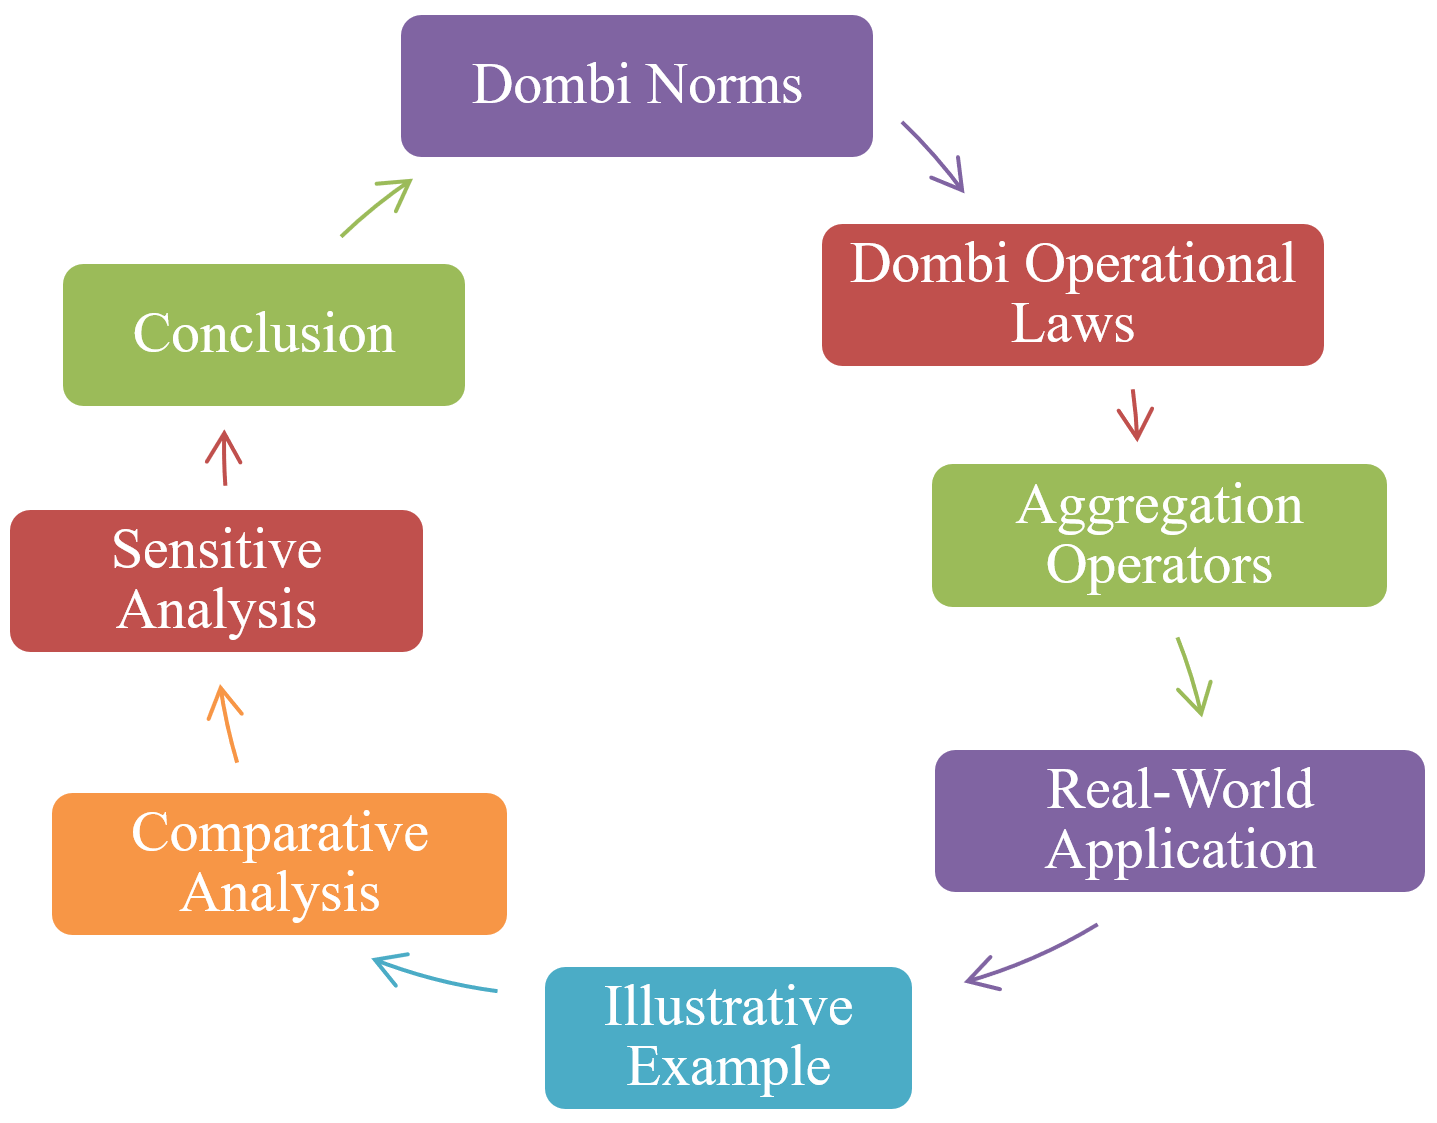 Dombi Norms
Dombi Operational
Laws
Aggregation
Operators
Real-World
Application
Illustrative
Example
Comparative
Analysis
Sensitive
Analysis
Conclusion